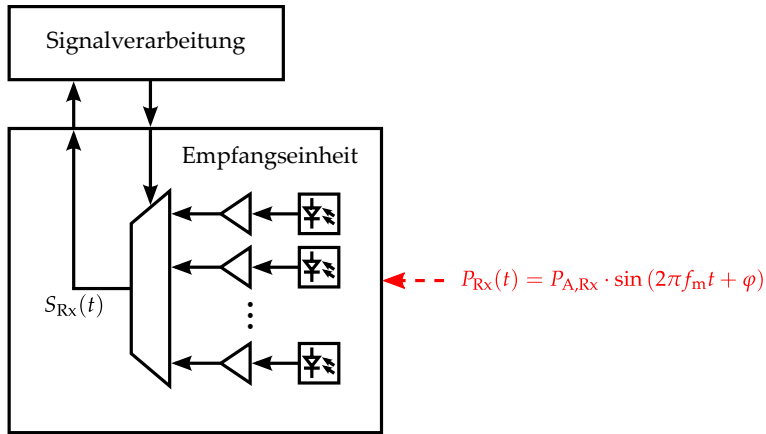 Signalverarbeitung
Empfangseinheit
P_Rx(t) = P_A,Rx · sin (2πf_m t + φ)
S_Rx(t)